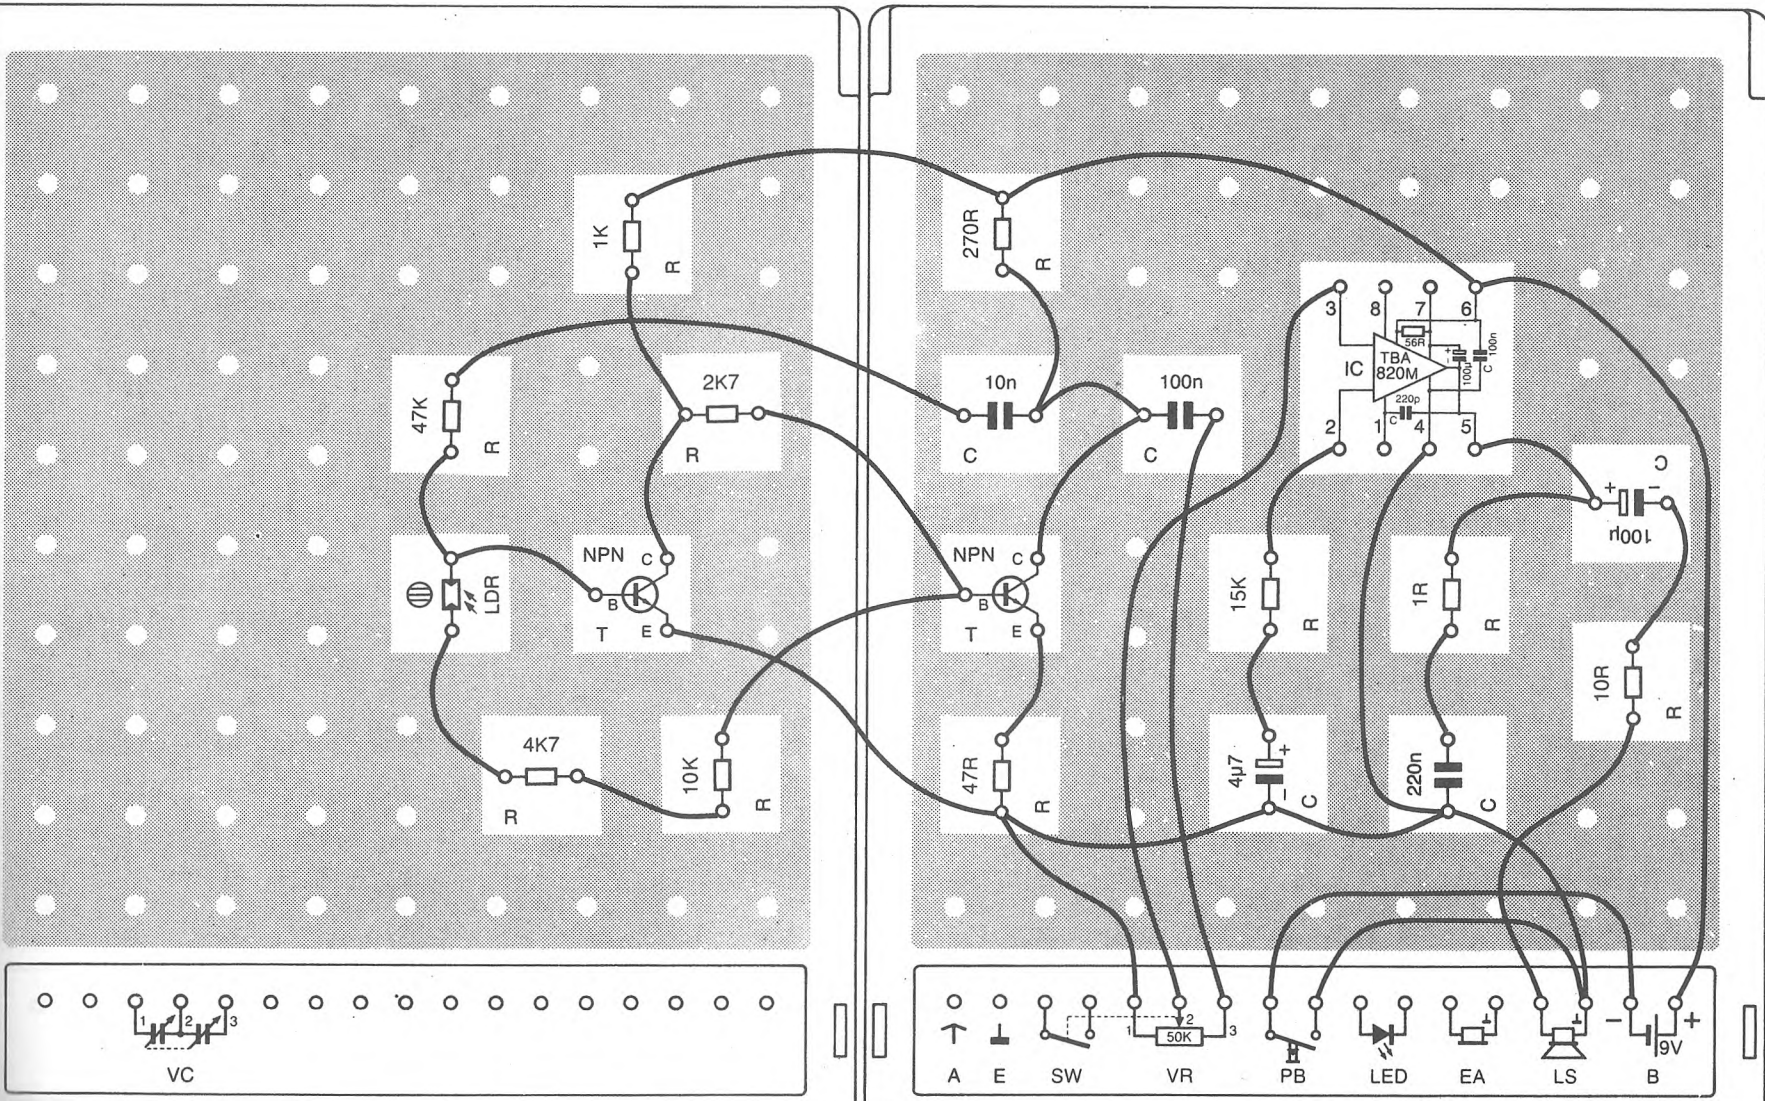 1K
R
270R
R
3 8 7 6
56R
+
100µ
C
100n
IC
TBA
820M
220p
C
2 1 4 5
47K
R
2K7
R
10n
C
100n
C
C
+ −
100µ
LDR
NPN
C
B
E
T
NPN
C
B
E
T
15K
R
1R
R
10R
R
4K7
R
10K
R
47R
R
4µ7
+
−
C
220n
C
1 2 3
VC
A
E
SW
1 2 3
50K
VR
PB
LED
+
EA
+
LS
− +
9V
B